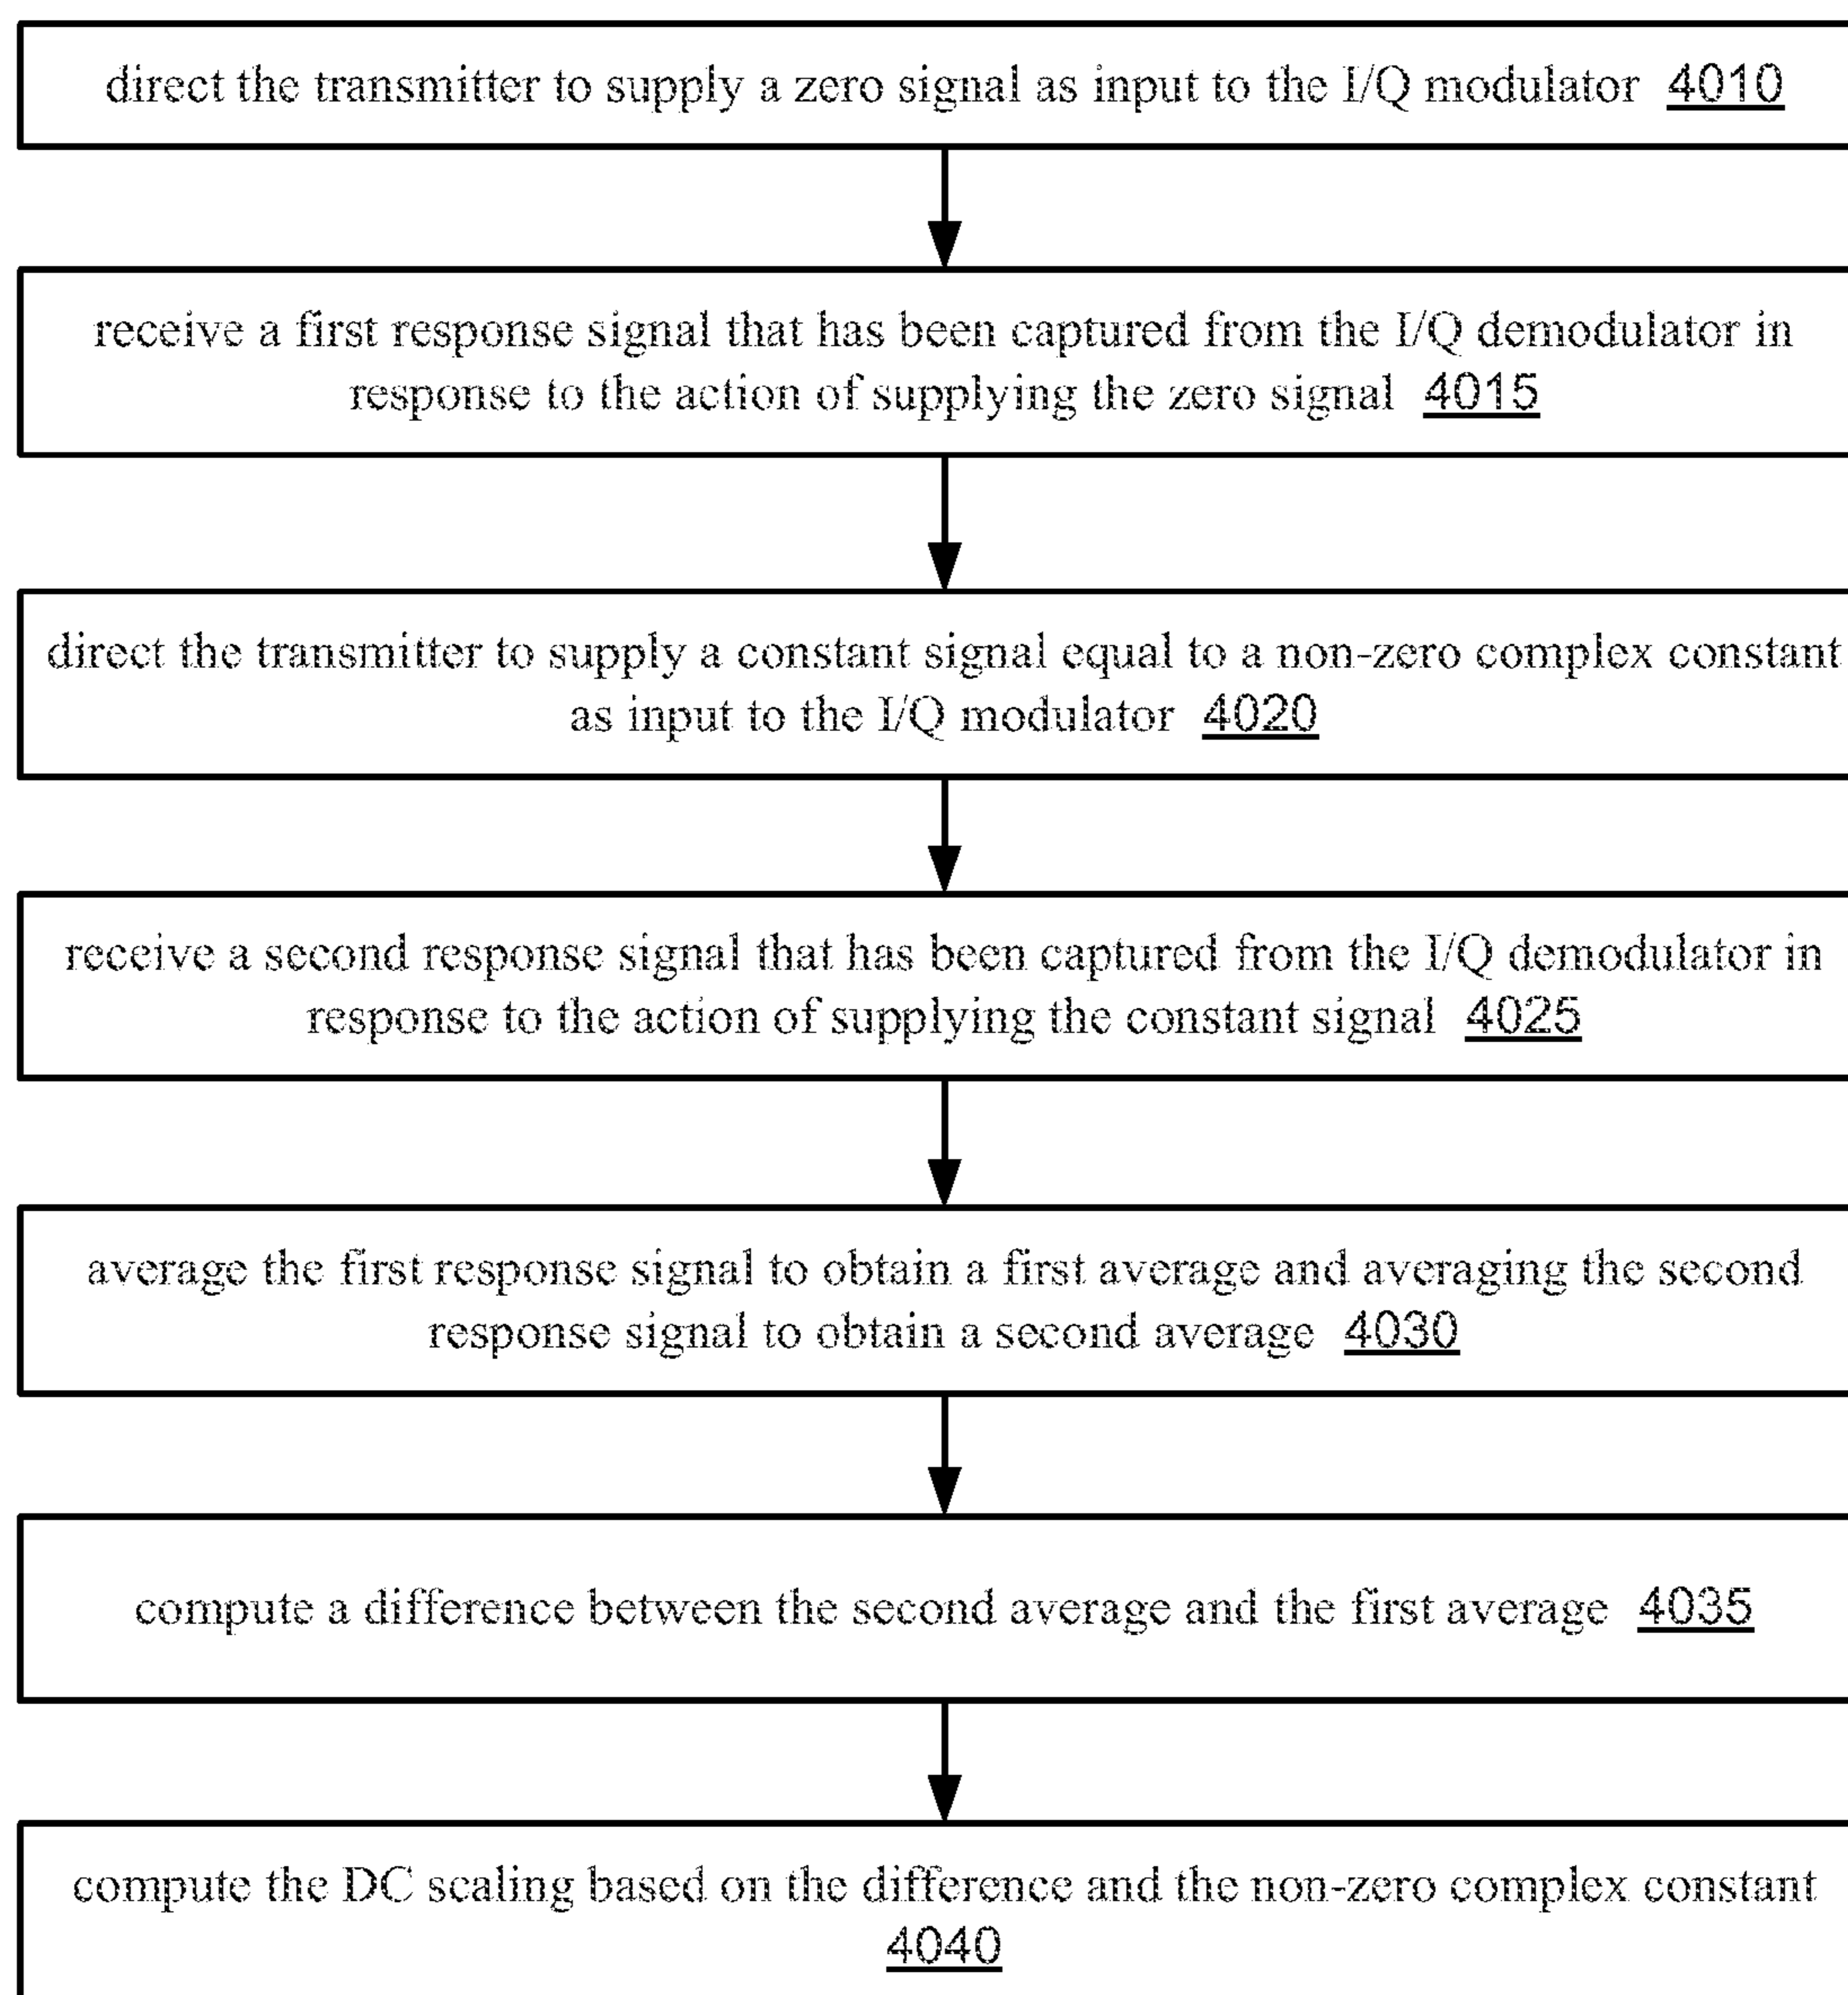 direct the transmitter to supply a zero signal as input to the I/Q modulator 4010
receive a first response signal that has been captured from the I/Q demodulator in
response to the action of supplying the zero signal 4015
direct the transmitter to supply a constant signal equal to a non-zero complex constant
as input to the I/Q modulator 4020
receive a second response signal that has been captured from the I/Q demodulator in
response to the action of supplying the constant signal 4025
average the first response signal to obtain a first average and averaging the second
response signal to obtain a second average 4030
compute a difference between the second average and the first average 4035
compute the DC scaling based on the difference and the non-zero complex constant
4040